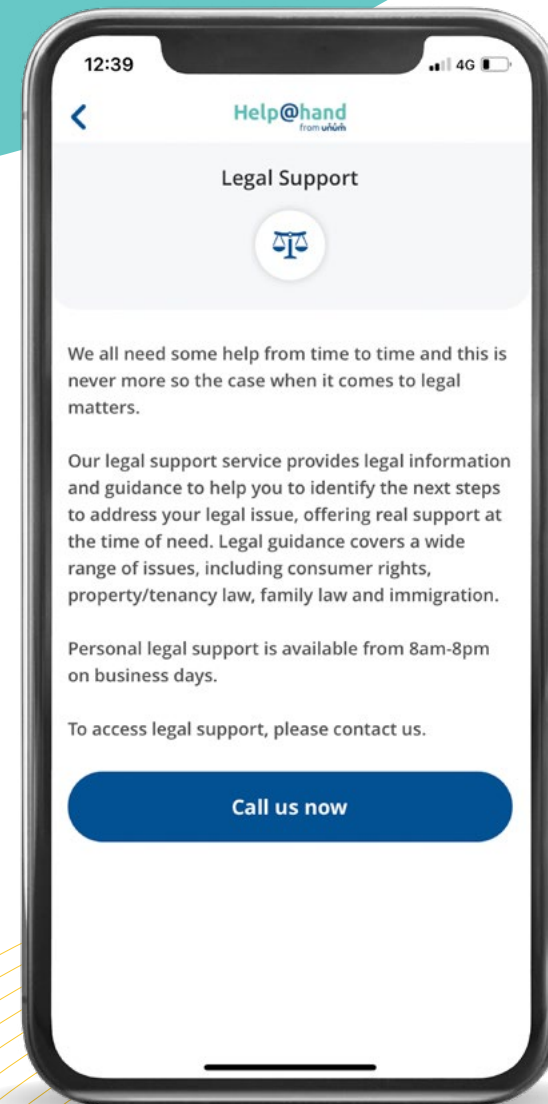 12:39
4G
Help@hand
from unum
Legal Support
We all need some help from time to time and this is
never more so the case when it comes to legal
matters.
Our legal support service provides legal information
and guidance to help you to identify the next steps
to address your legal issue, offering real support at
the time of need. Legal guidance covers a wide
range of issues, including consumer rights,
property/tenancy law, family law and immigration.
Personal legal support is available from 8am-8pm
on business days.
To access legal support, please contact us.
Call us now